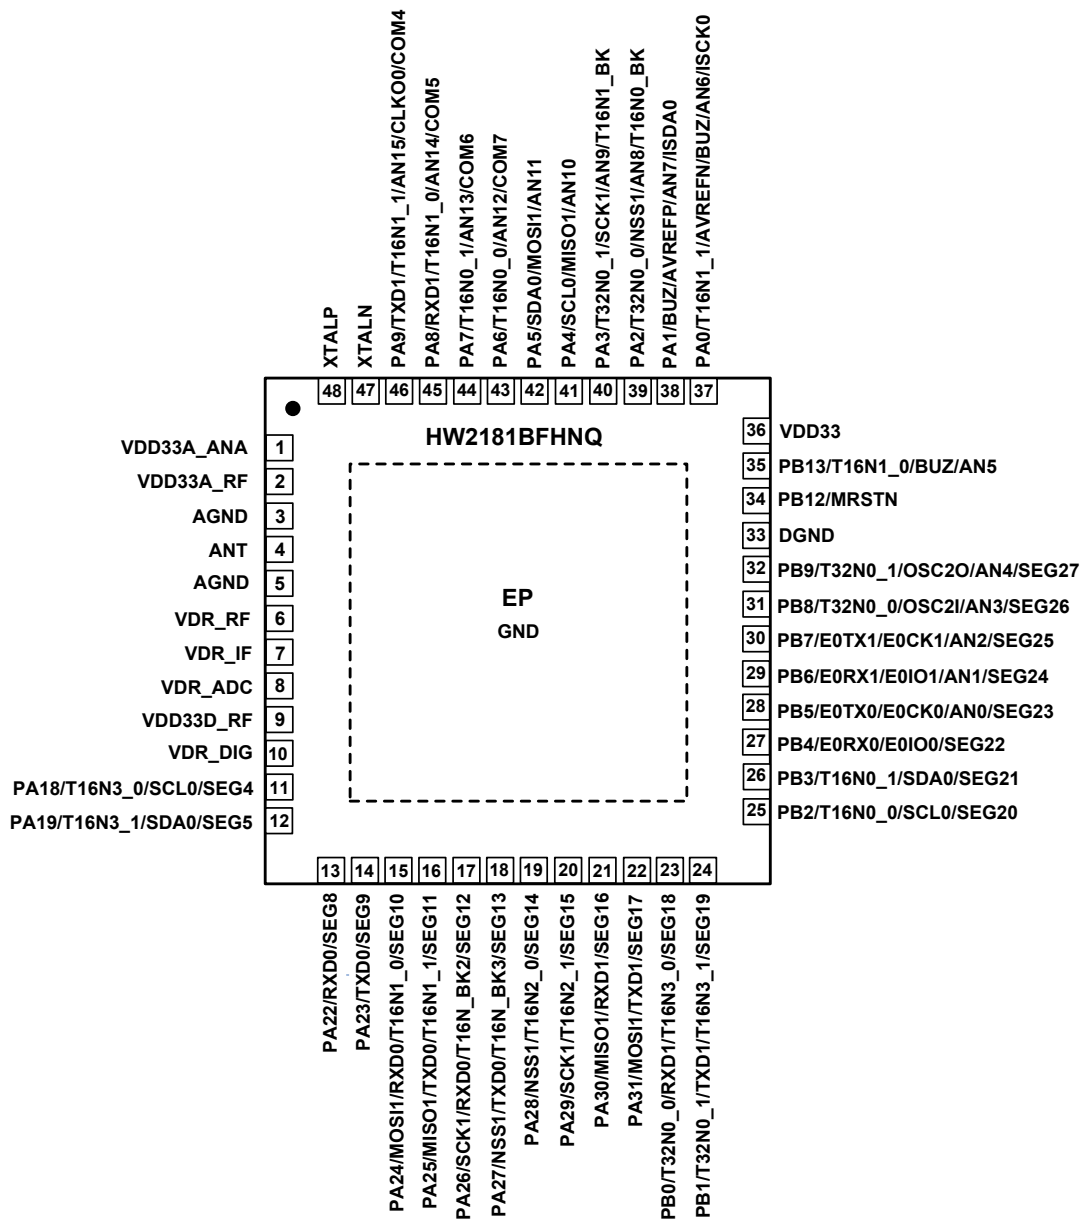 PA9/TXD1/T16N1_1/AN15/CLKO0/COM4
PA8/RXD1/T16N1_0/AN14/COM5
PA7/T16N0_1/AN13/COM6
PA6/T16N0_0/AN12/COM7
PA5/SDA0/MOSI1/AN11
PA4/SCL0/MISO1/AN10
PA3/T32N0_1/SCK1/AN9/T16N1_BK
PA2/T32N0_0/NSS1/AN8/T16N0_BK
PA1/BUZ/AVREFP/AN7/ISDA0
PA0/T16N1_1/AVREFN/BUZ/AN6/ISCK0
XTALP
XTALN
48 47 46 45 44 43 42 41 40 39 38 37
HW2181BFHNQ
VDD33A_ANA 1
VDD33A_RF 2
AGND 3
ANT 4
AGND 5
VDR_RF 6
VDR_IF 7
VDR_ADC 8
VDD33D_RF 9
VDR_DIG 10
PA18/T16N3_0/SCL0/SEG4 11
PA19/T16N3_1/SDA0/SEG5 12
EP
GND
36 VDD33
35 PB13/T16N1_0/BUZ/AN5
34 PB12/MRSTN
33 DGND
32 PB9/T32N0_1/OSC2O/AN4/SEG27
31 PB8/T32N0_0/OSC2I/AN3/SEG26
30 PB7/E0TX1/E0CK1/AN2/SEG25
29 PB6/E0RX1/E0IO1/AN1/SEG24
28 PB5/E0TX0/E0CK0/AN0/SEG23
27 PB4/E0RX0/E0IO0/SEG22
26 PB3/T16N0_1/SDA0/SEG21
25 PB2/T16N0_0/SCL0/SEG20
13 14 15 16 17 18 19 20 21 22 23 24
PA22/RXD0/SEG8
PA23/TXD0/SEG9
PA24/MOSI1/RXD0/T16N1_0/SEG10
PA25/MISO1/TXD0/T16N1_1/SEG11
PA26/SCK1/RXD0/T16N_BK2/SEG12
PA27/NSS1/TXD0/T16N_BK3/SEG13
PA28/NSS1/T16N2_0/SEG14
PA29/SCK1/T16N2_1/SEG15
PA30/MISO1/RXD1/SEG16
PA31/MOSI1/TXD1/SEG17
PB0/T32N0_0/RXD1/T16N3_0/SEG18
PB1/T32N0_1/TXD1/T16N3_1/SEG19